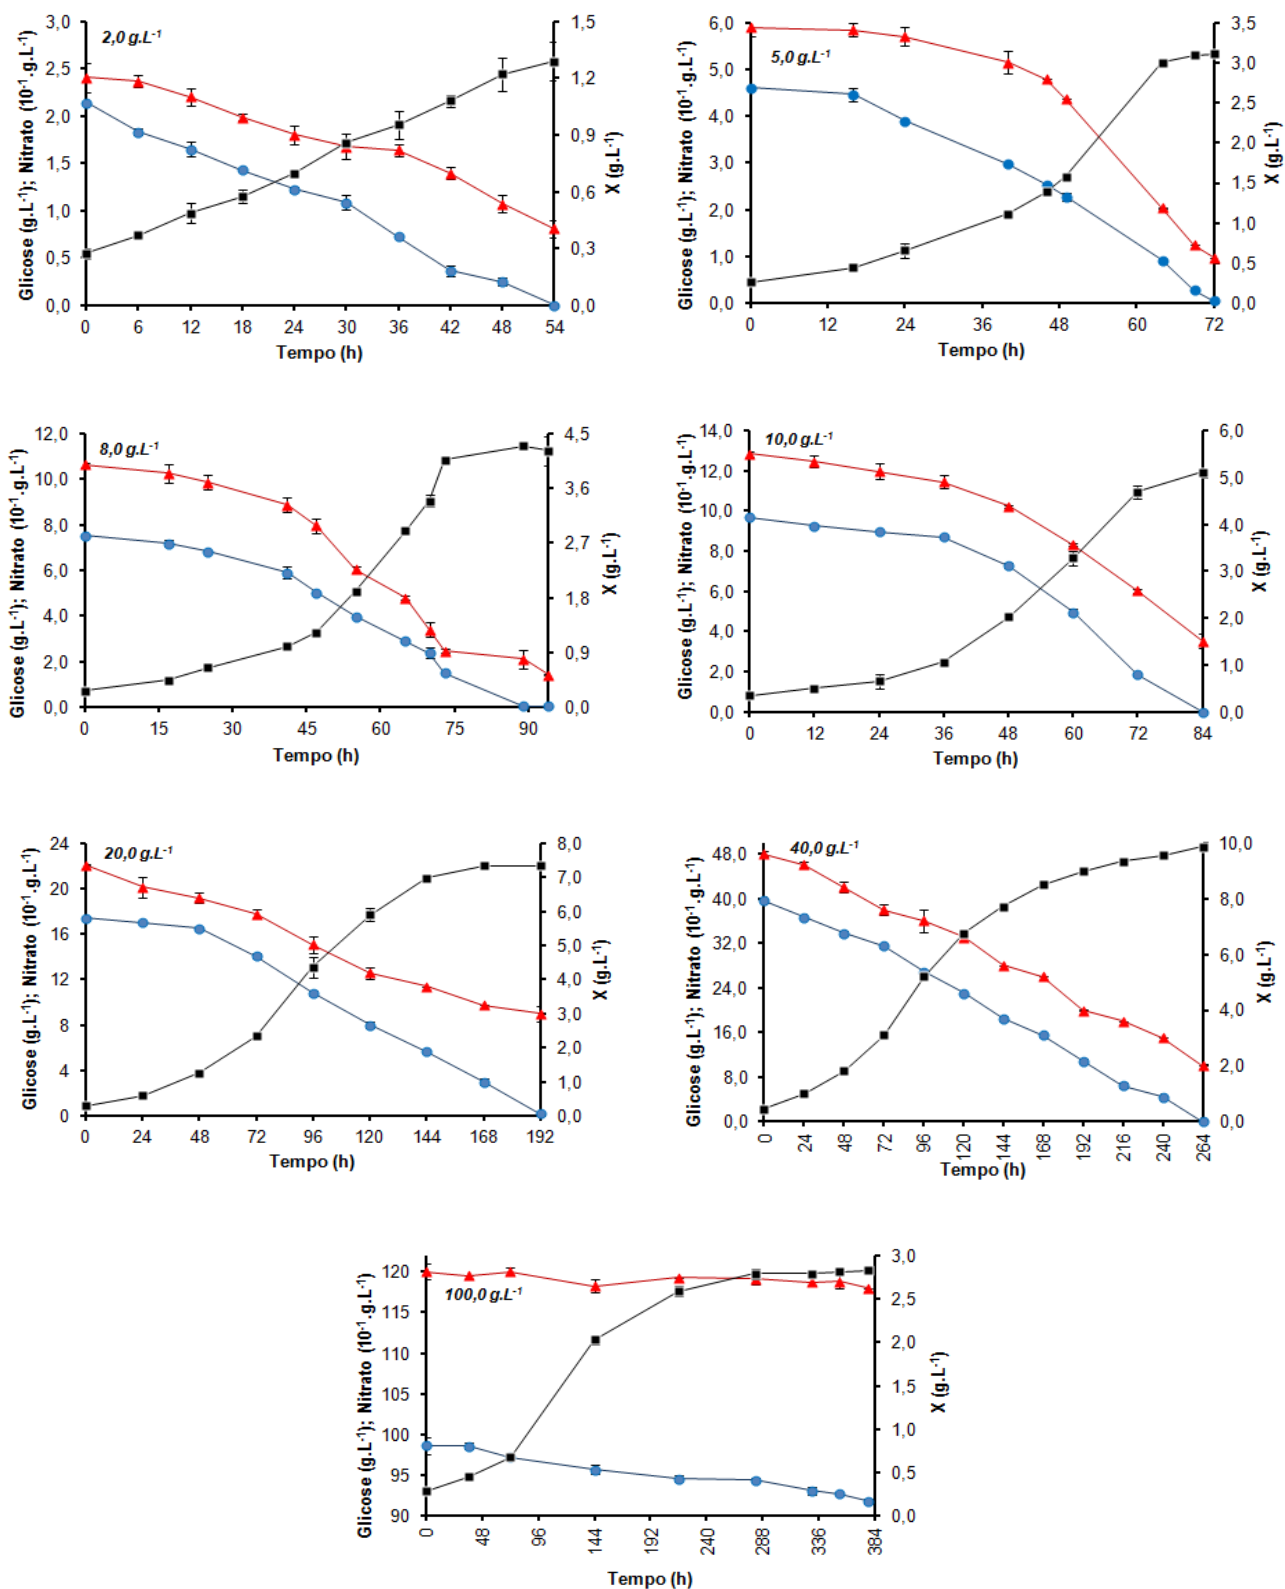 2,0 g.L-1
Glicose (g.L-1); Nitrato (10-1.g.L-1)
3,0
2,5
2,0
1,5
1,0
0,5
0,0
1,5
1,2
0,9
0,6
0,3
0,0
X (g.L-1)
0 6 12 18 24 30 36 42 48 54
Tempo (h)
5,0 g.L-1
Glicose (g.L-1); Nitrato (10-1.g.L-1)
6,0
5,0
4,0
3,0
2,0
1,0
0,0
3,5
3,0
2,5
2,0
1,5
1,0
0,5
0,0
X (g.L-1)
0 12 24 36 48 60 72
Tempo (h)
8,0 g.L-1
Glicose (g.L-1); Nitrato (10-1.g.L-1)
12,0
10,0
8,0
6,0
4,0
2,0
0,0
4,5
3,6
2,7
1,8
0,9
0,0
X (g.L-1)
0 15 30 45 60 75 90
Tempo (h)
10,0 g.L-1
Glicose (g.L-1); Nitrato (10-1.g.L-1)
14,0
12,0
10,0
8,0
6,0
4,0
2,0
0,0
6,0
5,0
4,0
3,0
2,0
1,0
0,0
X (g.L-1)
0 12 24 36 48 60 72 84
Tempo (h)
20,0 g.L-1
Glicose (g.L-1); Nitrato (10-1.g.L-1)
24
20
16
12
8
4
0
8,0
7,0
6,0
5,0
4,0
3,0
2,0
1,0
0,0
X (g.L-1)
0 24 48 72 96 120 144 168 192
Tempo (h)
40,0 g.L-1
Glicose (g.L-1); Nitrato (10-1.g.L-1)
48,0
40,0
32,0
24,0
16,0
8,0
0,0
10,0
8,0
6,0
4,0
2,0
0,0
X (g.L-1)
0 24 48 72 96 120 144 168 192 216 240 264
Tempo (h)
100,0 g.L-1
Glicose (g.L-1); Nitrato (10-1.g.L-1)
120
115
110
105
100
95
90
3,0
2,5
2,0
1,5
1,0
0,5
0,0
X (g.L-1)
0 48 96 144 192 240 288 336 384
Tempo (h)